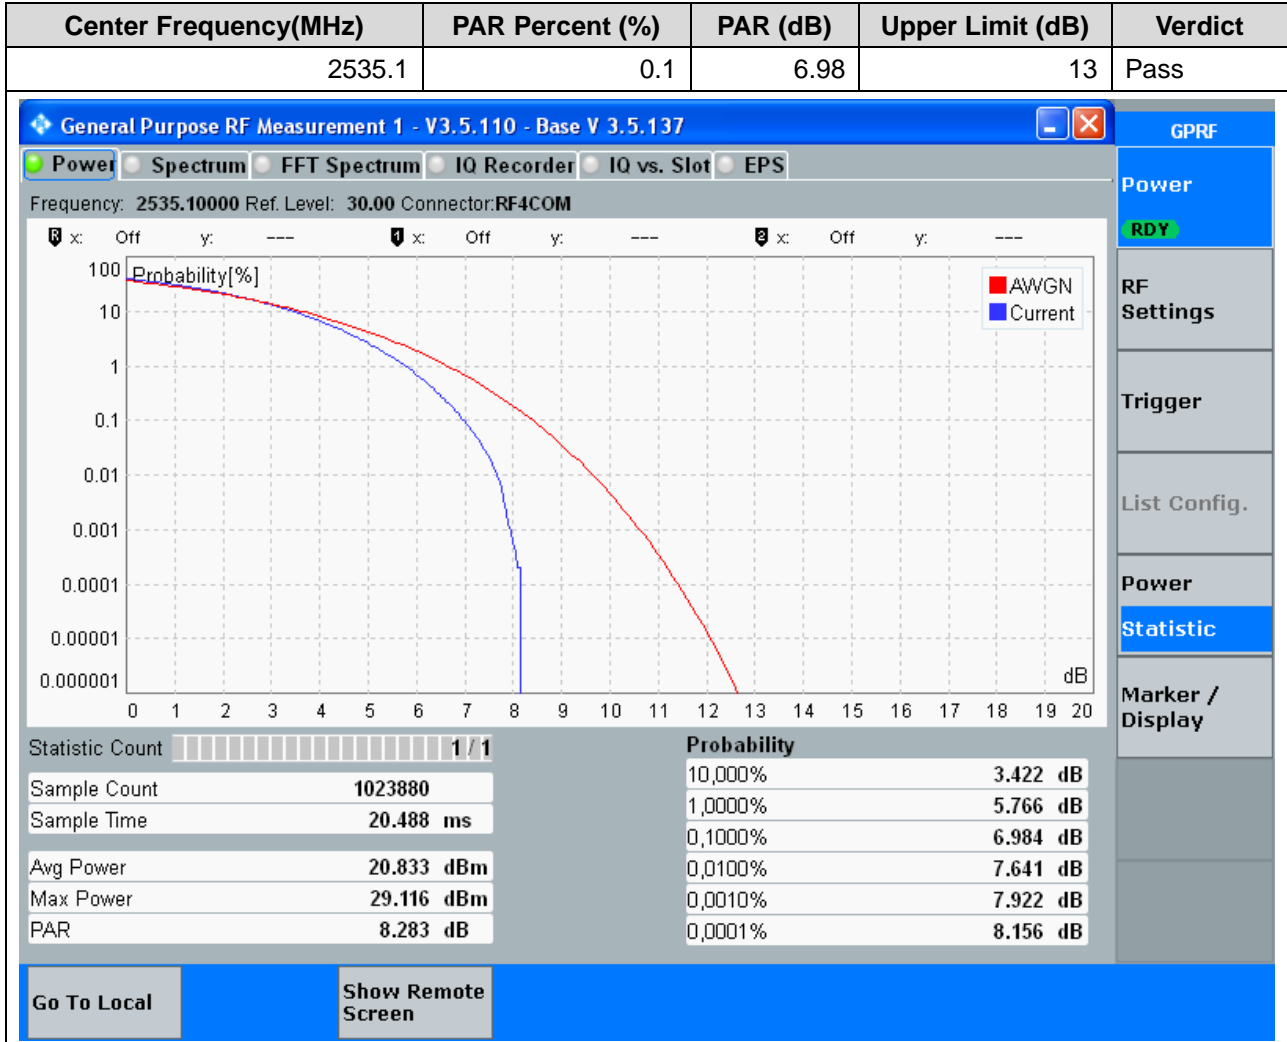 Center Frequency(MHz) PAR Percent (%) PAR (dB) Upper Limit (dB) Verdict
2535.1 0.1 6.98 13 Pass
General Purpose RF Measurement 1 - V3.5.110 - Base V 3.5.137
GPRF
Power Spectrum FFT Spectrum IQ Recorder IQ vs. Slot EPS
Power
RDY
Frequency: 2535.10000 Ref. Level: 30.00 Connector:RF4COM
R x: Off y: --- 1 x: Off y: --- 2 x: Off y: ---
Probability[%]
AWGN
Current
100
10
1
0.1
0.01
0.001
0.0001
0.00001
0.000001
dB
0 1 2 3 4 5 6 7 8 9 10 11 12 13 14 15 16 17 18 19 20
RF
Settings
Trigger
List Config.
Power
Statistic
Marker /
Display
Statistic Count 1 / 1
Sample Count 1023880
Sample Time 20.488 ms
Avg Power 20.833 dBm
Max Power 29.116 dBm
PAR 8.283 dB
Probability
10,000% 3.422 dB
1,0000% 5.766 dB
0,1000% 6.984 dB
0,0100% 7.641 dB
0,0010% 7.922 dB
0,0001% 8.156 dB
Go To Local
Show Remote
Screen